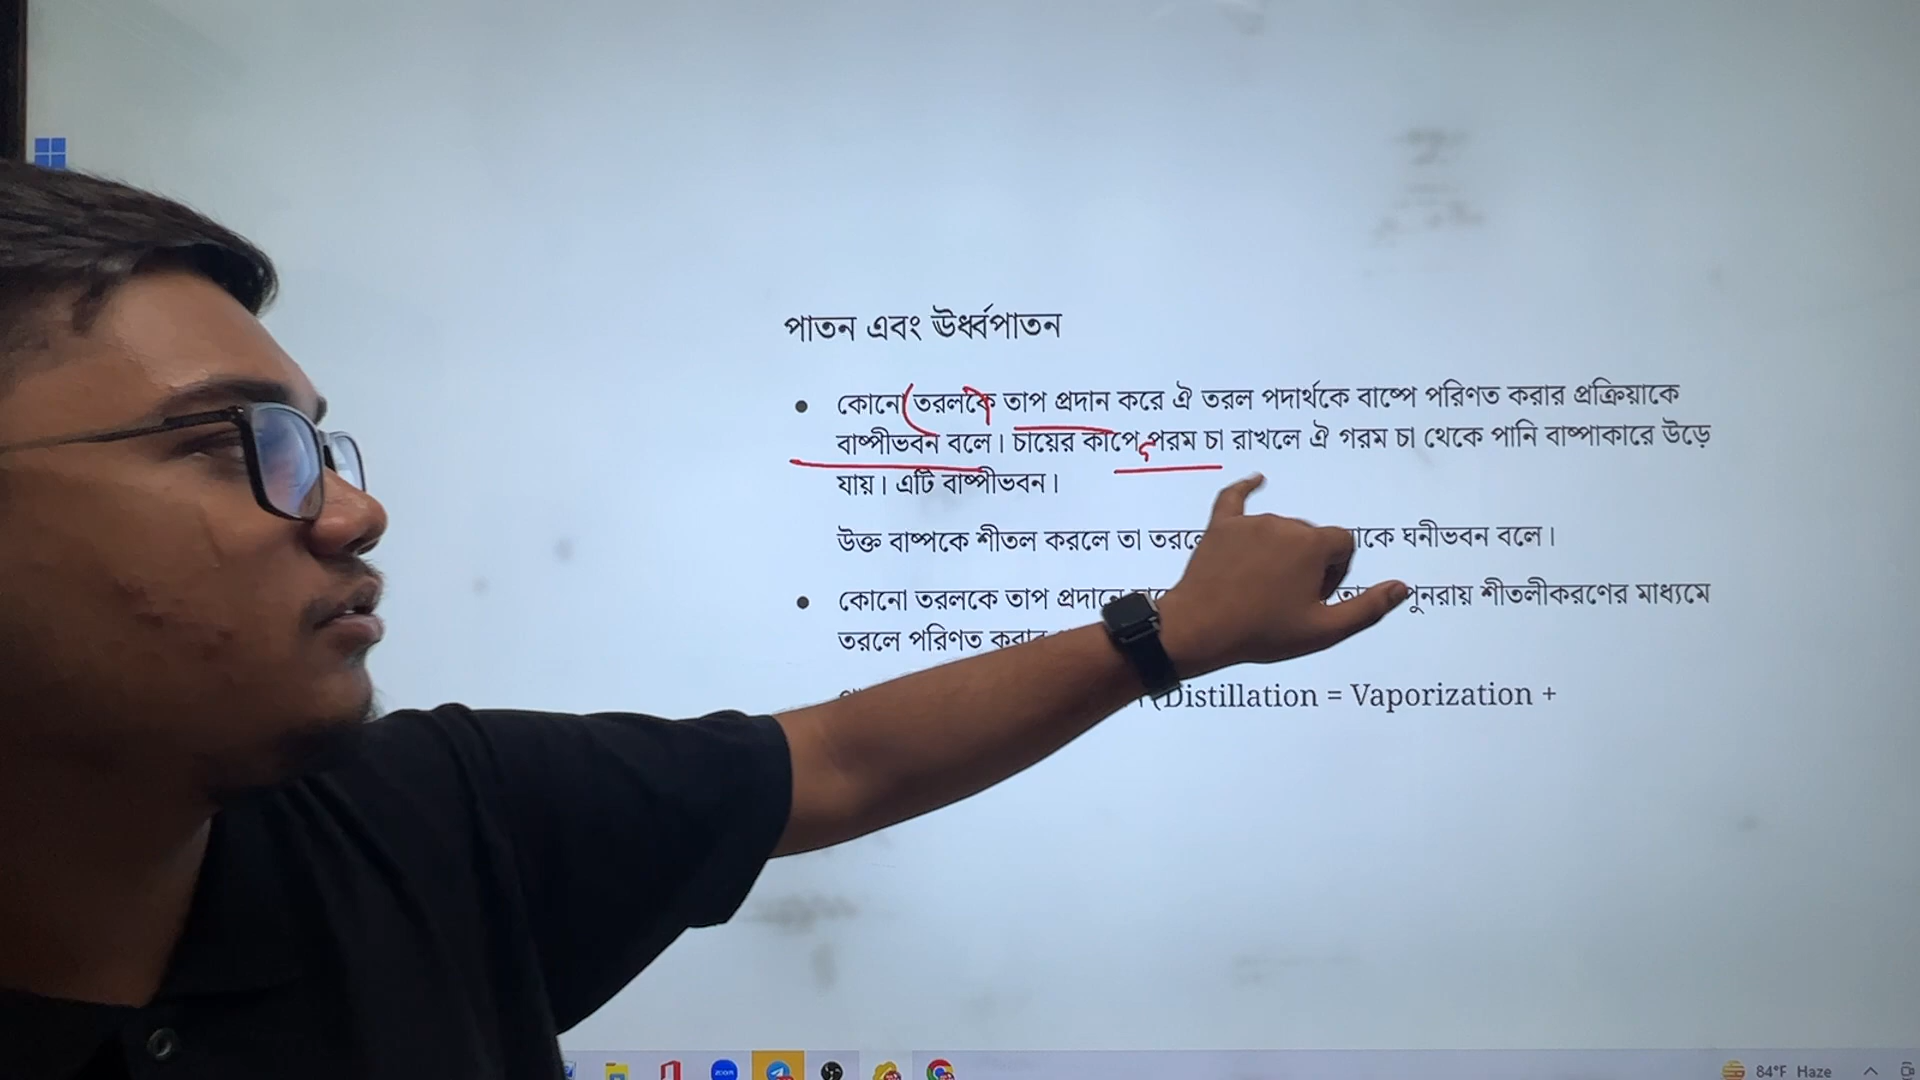 পাতন এবং ঊর্ধ্বপাতন
কোনো তরলকে তাপ প্রদান করে ঐ তরল পদার্থকে বাষ্পে পরিণত করার প্রক্রিয়াকে
বাষ্পীভবন বলে। চায়ের কাপে গরম চা রাখলে ঐ গরম চা থেকে পানি বাষ্পাকারে উড়ে
যায়। এটি বাষ্পীভবন।
উক্ত বাষ্পকে শীতল করলে তা ঘনীভবন বলে।
কোনো তরলকে তাপ প্রদানে পুনরায় শীতলীকরণের মাধ্যমে
তরলে পরিণত
(Distillation = Vaporization +
zoom
84°F Haze